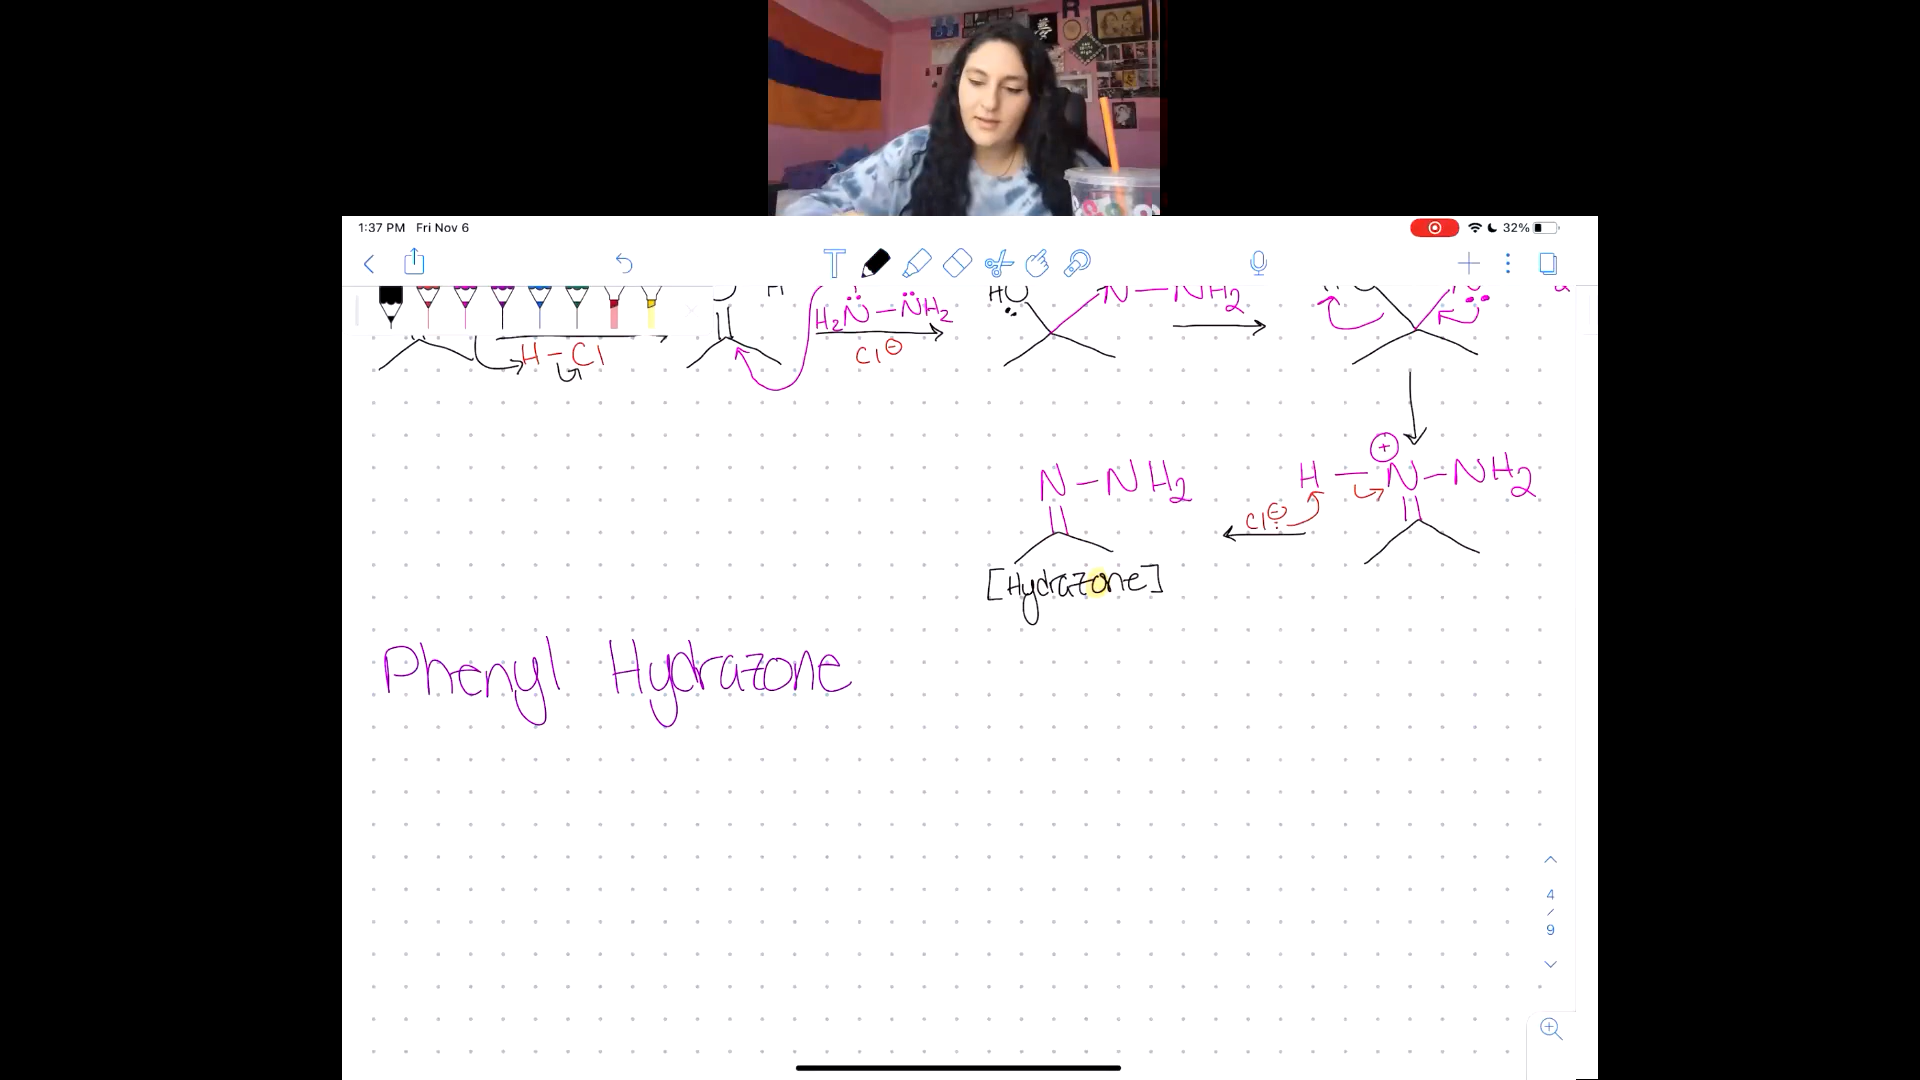 R
1:37 PM Fri Nov 6
32%
T
H
HO
N-NH2
H2N-NH2
Cl⊖
H-Cl
⊕
N-NH2
H-N-NH2
Cl⊖
[Hydrazone]
Phenyl Hydrazone
4
/
9